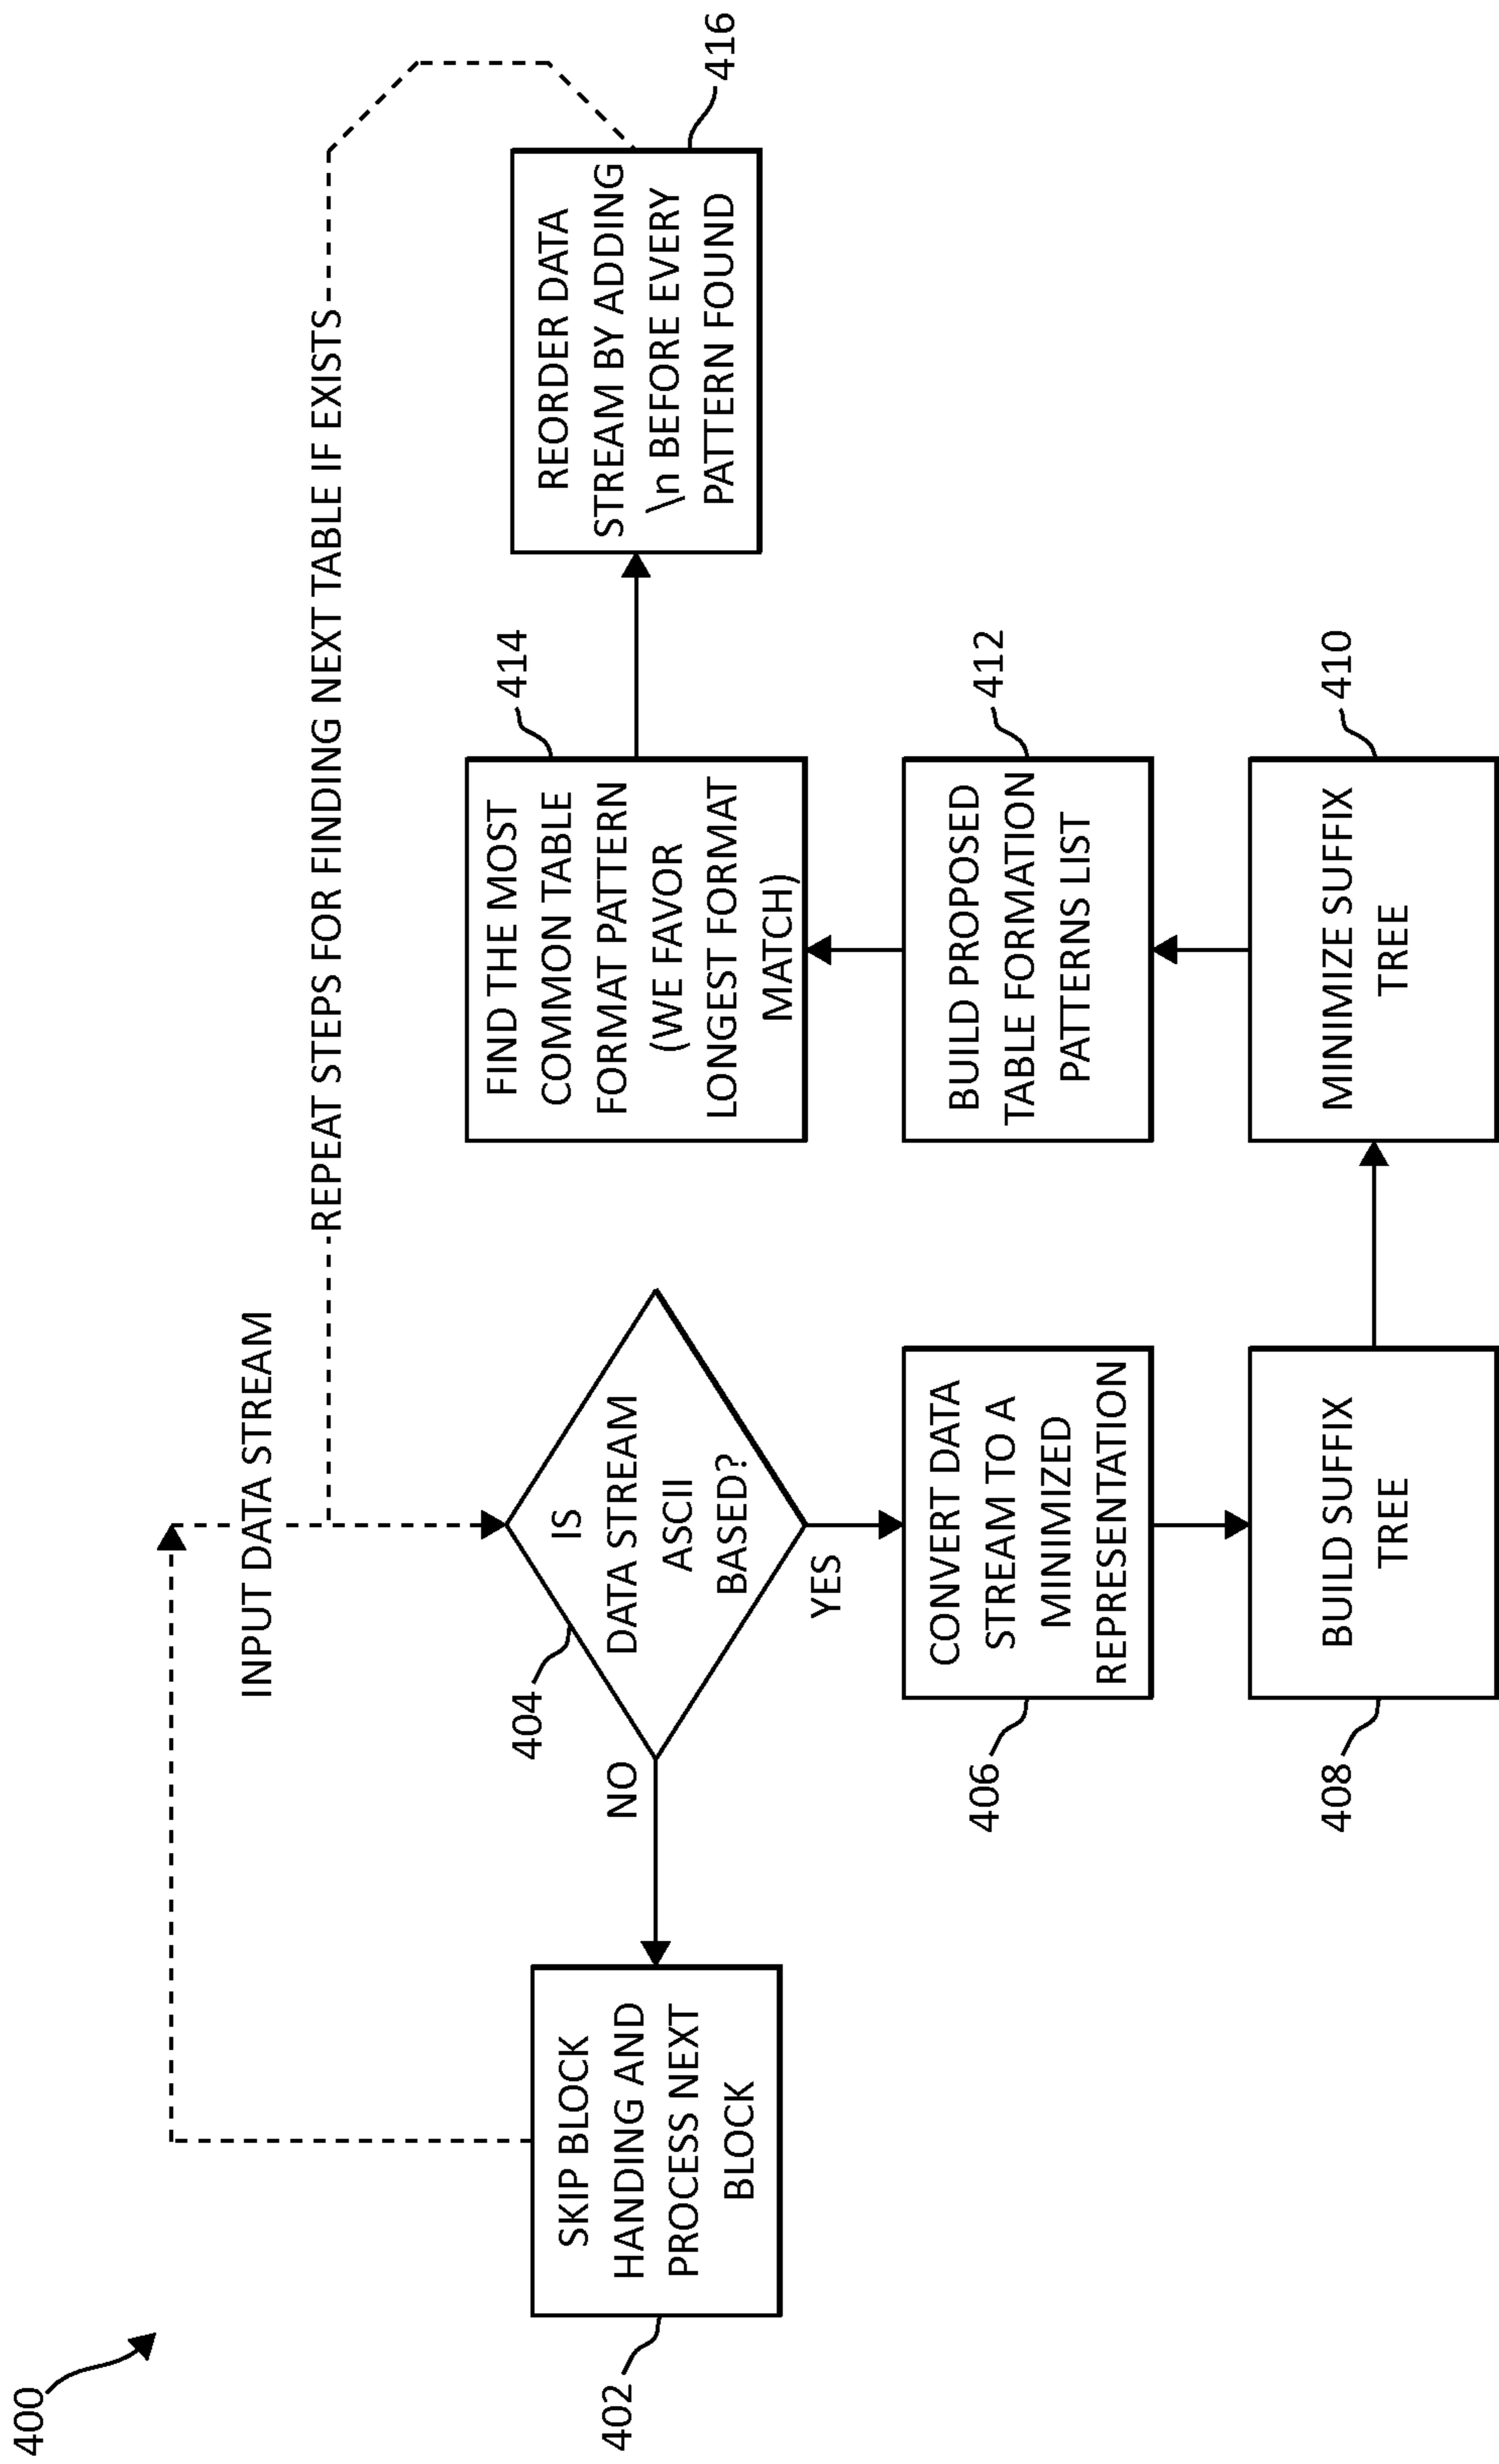 400
INPUT DATA STREAM
REPEAT STEPS FOR FINDING NEXT TABLE IF EXISTS
402
SKIP BLOCK
HANDING AND
PROCESS NEXT
BLOCK
NO
404
IS
DATA STREAM
ASCII
BASED?
YES
406
CONVERT DATA
STREAM TO A
MINIMIZED
REPRESENTATION
408
BUILD SUFFIX
TREE
410
MINIMIZE SUFFIX
TREE
412
BUILD PROPOSED
TABLE FORMATION
PATTERNS LIST
414
FIND THE MOST
COMMON TABLE
FORMAT PATTERN
(WE FAVOR
LONGEST FORMAT
MATCH)
416
REORDER DATA
STREAM BY ADDING
\n BEFORE EVERY
PATTERN FOUND